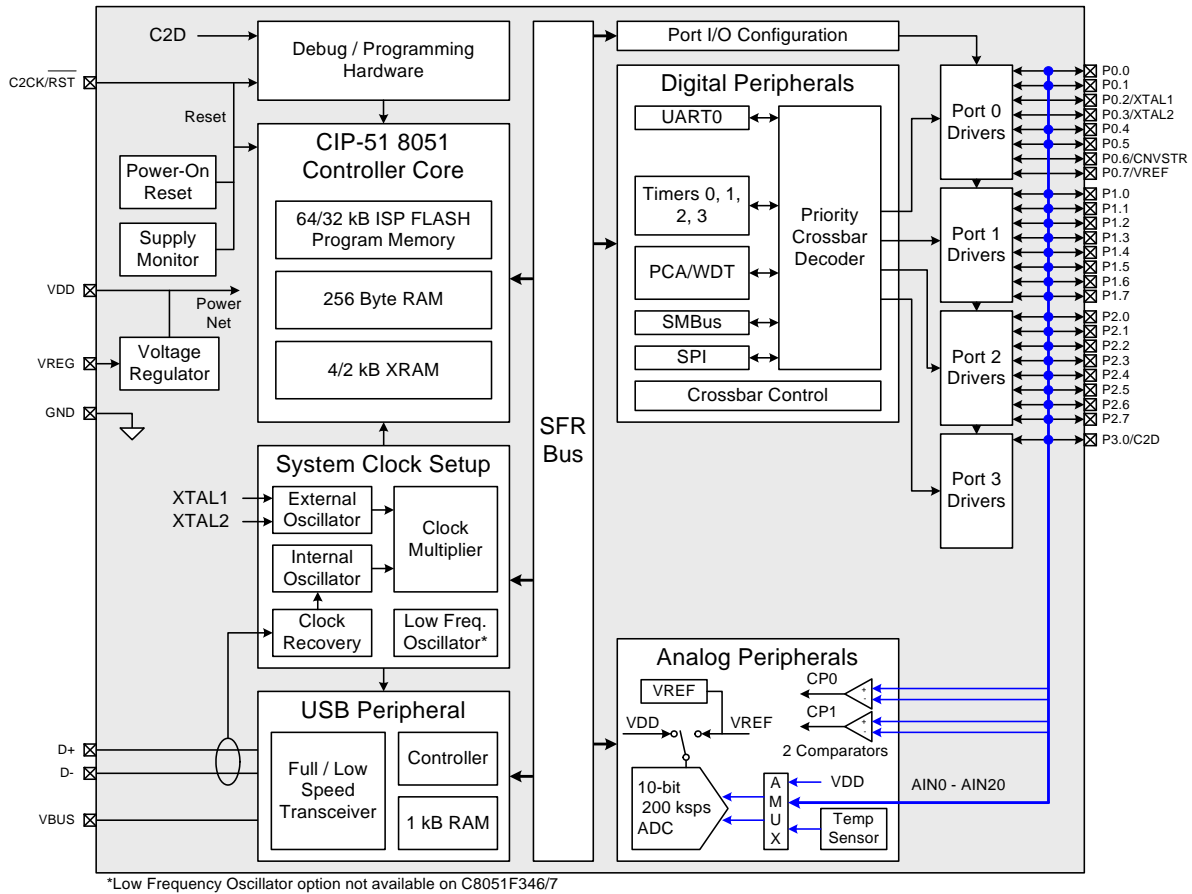 C2D
C2CK/RST
Debug / Programming
Hardware
Reset
CIP-51 8051
Controller Core
Power-On
Reset
64/32 kB ISP FLASH
Program Memory
Supply
Monitor
256 Byte RAM
VDD
Power
Net
4/2 kB XRAM
VREG
Voltage
Regulator
GND
System Clock Setup
XTAL1
XTAL2
External
Oscillator
Clock
Multiplier
Internal
Oscillator
Clock
Recovery
Low Freq.
Oscillator*
USB Peripheral
D+
D-
VBUS
Full / Low
Speed
Transceiver
Controller
1 kB RAM
SFR
Bus
Port I/O Configuration
Digital Peripherals
UART0
Timers 0, 1,
2, 3
PCA/WDT
SMBus
SPI
Priority
Crossbar
Decoder
Crossbar Control
Port 0
Drivers
Port 1
Drivers
Port 2
Drivers
Port 3
Drivers
P0.0
P0.1
P0.2/XTAL1
P0.3/XTAL2
P0.4
P0.5
P0.6/CNVSTR
P0.7/VREF
P1.0
P1.1
P1.2
P1.3
P1.4
P1.5
P1.6
P1.7
P2.0
P2.1
P2.2
P2.3
P2.4
P2.5
P2.6
P2.7
P3.0/C2D
Analog Peripherals
VREF
VDD
VREF
CP0
+
-
CP1
+
-
2 Comparators
10-bit
200 ksps
ADC
A
M
U
X
VDD
AIN0 - AIN20
Temp
Sensor
*Low Frequency Oscillator option not available on C8051F346/7